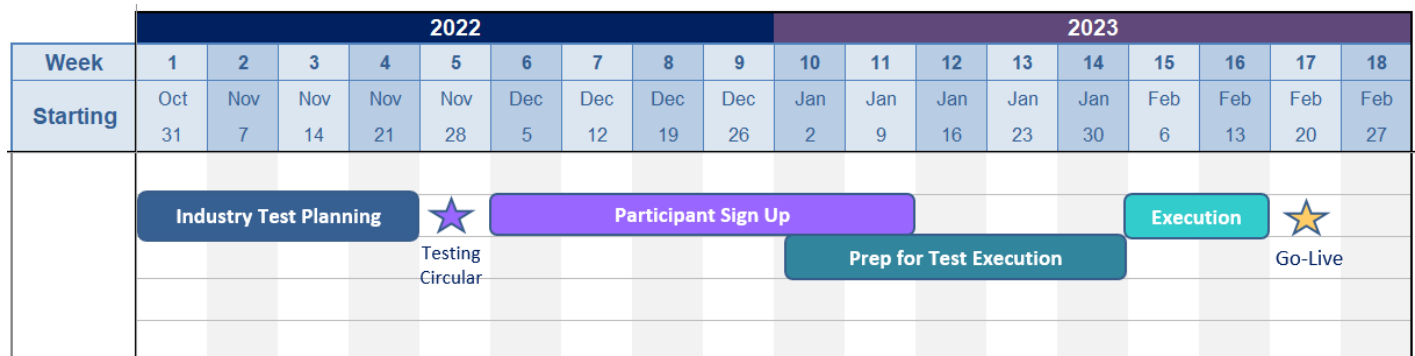 2022 2023
Week 1 2 3 4 5 6 7 8 9 10 11 12 13 14 15 16 17 18
Starting
Oct Nov Nov Nov Nov Dec Dec Dec Dec Jan Jan Jan Jan Jan Feb Feb Feb Feb
31 7 14 21 28 5 12 19 26 2 9 16 23 30 6 13 20 27
Industry Test Planning
Participant Sign Up
Execution
Testing
Circular
Prep for Test Execution
Go-Live